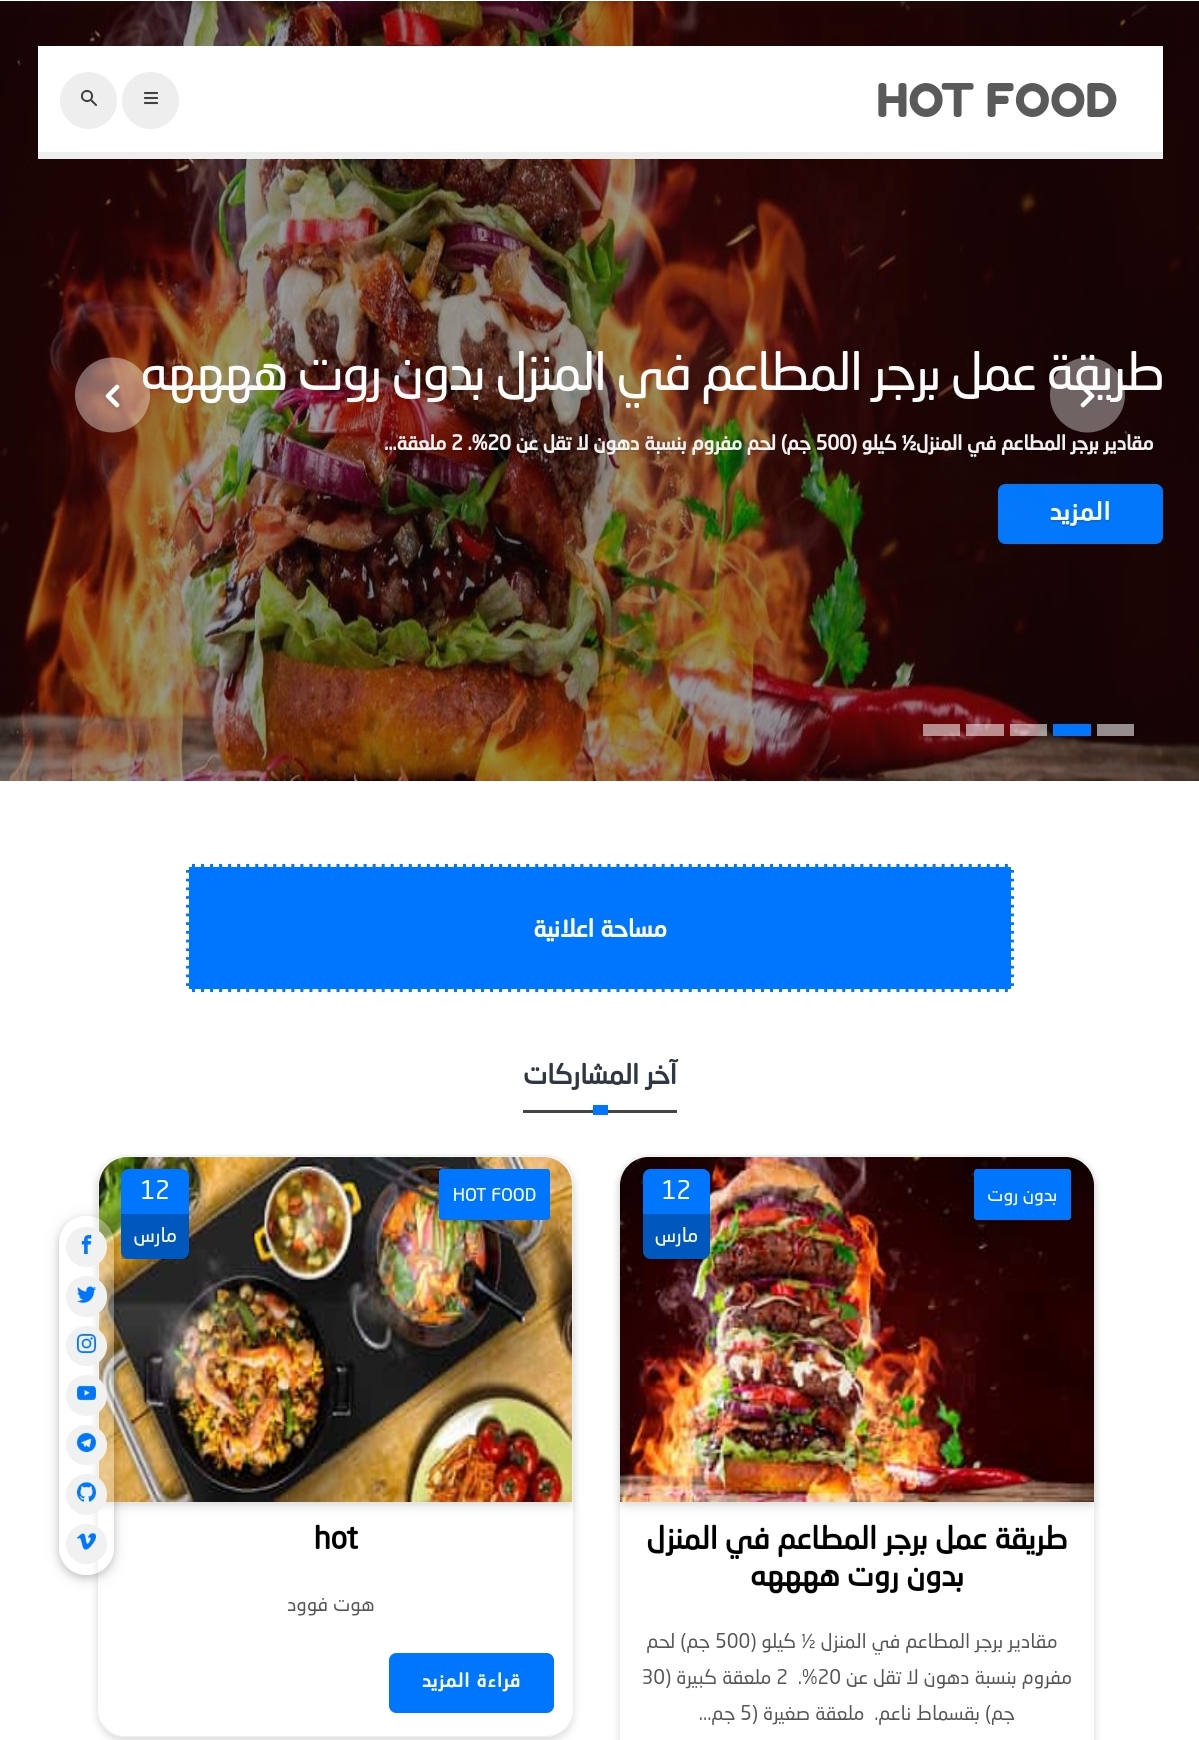 HOT FOOD
طريقة عمل برجر المطاعم في المنزل بدون روت ههههه
مقادير برجر المطاعم في المنزل½ كيلو (500 جم) لحم مفروم بنسبة دهون لا تقل عن 20%. 2 ملعقة...
المزيد
مساحة اعلانية
آخر المشاركات
بدون روت
12
مارس
طريقة عمل برجر المطاعم في المنزل
بدون روت ههههه
مقادير برجر المطاعم في المنزل ½ كيلو (500 جم) لحم
مفروم بنسبة دهون لا تقل عن 20%. 2 ملعقة كبيرة (30
جم) بقسماط ناعم. ملعقة صغيرة (5 جم...
HOT FOOD
12
مارس
hot
هوت فوود
قراءة المزيد